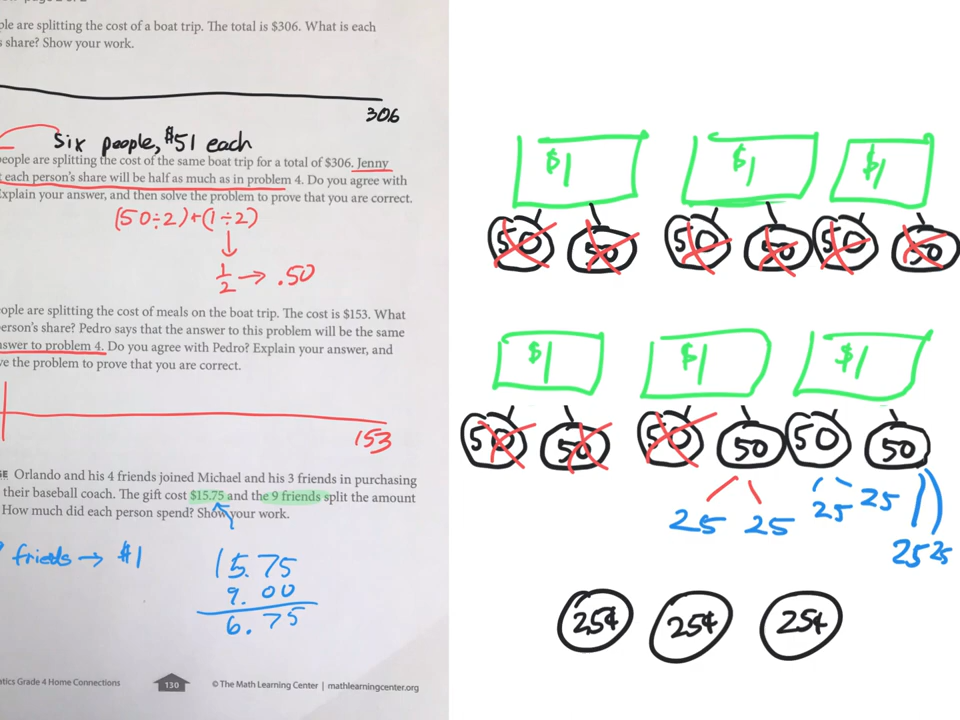 ple are splitting the cost of a boat trip. The total is $306. What is each
s share? Show your work.
306
Six people, $51 each
eople are splitting the cost of the same boat trip for a total of $306. Jenny
each person's share will be half as much as in problem 4. Do you agree with
Explain your answer, and then solve the problem to prove that you are correct.
(50÷2)+(1÷2)
1/2 → .50
ople are splitting the cost of meals on the boat trip. The cost is $153. What
erson's share? Pedro says that the answer to this problem will be the same
swer to problem 4. Do you agree with Pedro? Explain your answer, and
ve the problem to prove that you are correct.
153
GE Orlando and his 4 friends joined Michael and his 3 friends in purchasing
their baseball coach. The gift cost $15.75 and the 9 friends split the amount
How much did each person spend? Show your work.
frieds → $1
15.75
9.00
6.75
atics Grade 4 Home Connections 130 © The Math Learning Center | mathlearningcenter.org
$1 $1 $1
50 50 50 50 50 50
$1 $1 $1
50 50 50 50 50 50
25 25 25 25
25 25
25¢ 25¢ 25¢